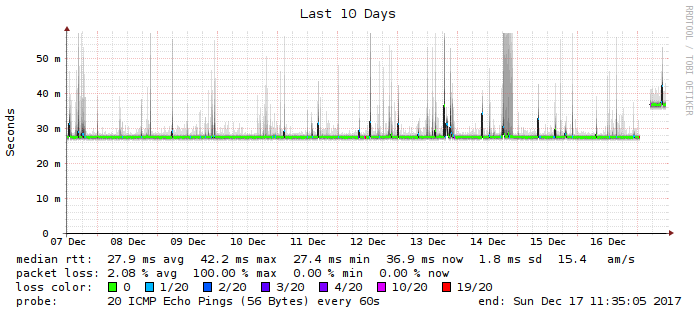 Last 10 Days
RRDTOOL / TOBI OETIKER
Seconds
50 m
40 m
30 m
20 m
10 m
0
07 Dec 08 Dec 09 Dec 10 Dec 11 Dec 12 Dec 13 Dec 14 Dec 15 Dec 16 Dec
median rtt: 27.9 ms avg 42.2 ms max 27.4 ms min 36.9 ms now 1.8 ms sd 15.4 am/s
packet loss: 2.08 % avg 100.00 % max 0.00 % min 0.00 % now
loss color: 0 1/20 2/20 3/20 4/20 10/20 19/20
probe: 20 ICMP Echo Pings (56 Bytes) every 60s end: Sun Dec 17 11:35:05 2017